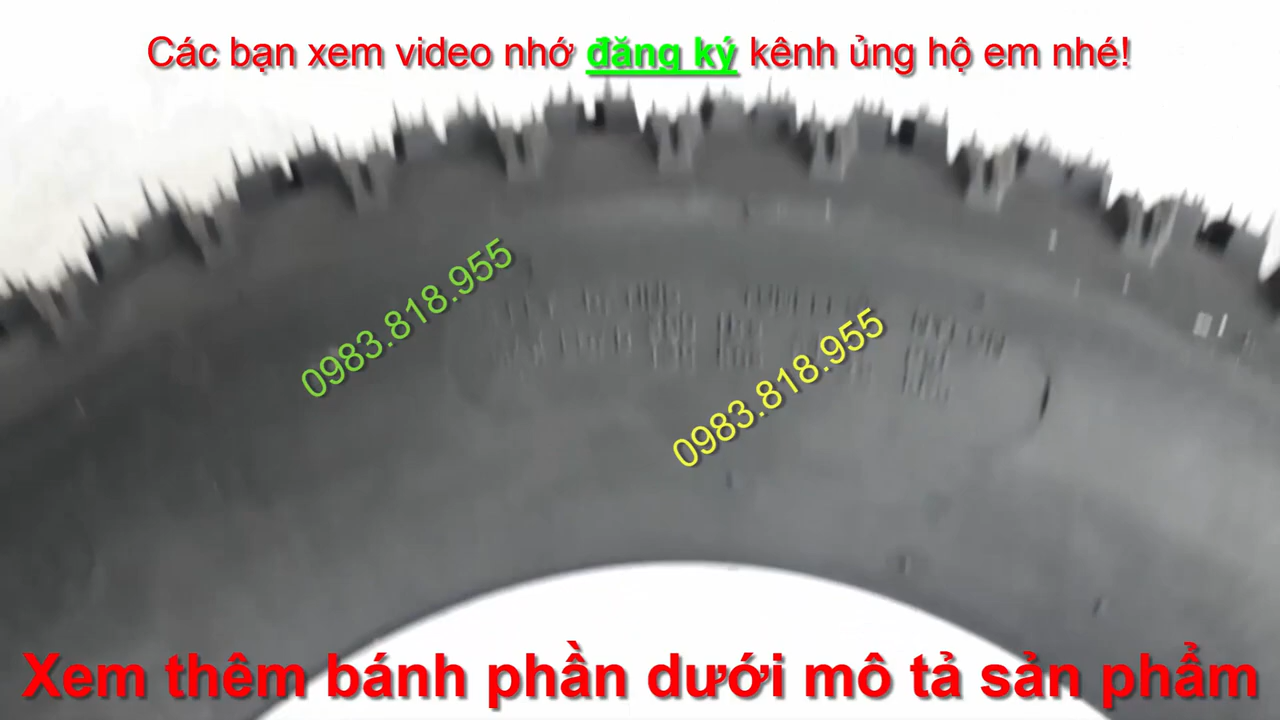 Các bạn xem video nhớ đăng ký kênh ủng hộ em nhé!
0983.818.955
0983.818.955
Xem thêm bánh phần dưới mô tả sản phẩm